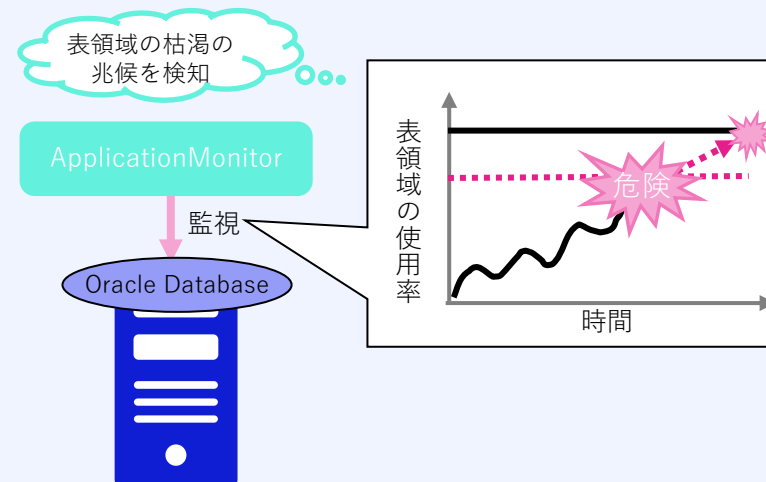 表領域の枯渇の
兆候を検知
ApplicationMonitor
監視
Oracle Database
表領域の使用率
危険
時間